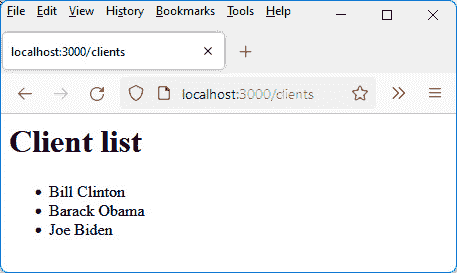 File Edit View History Bookmarks Tools Help
localhost:3000/clients
localhost:3000/clients
Client list
Bill Clinton
Barack Obama
Joe Biden